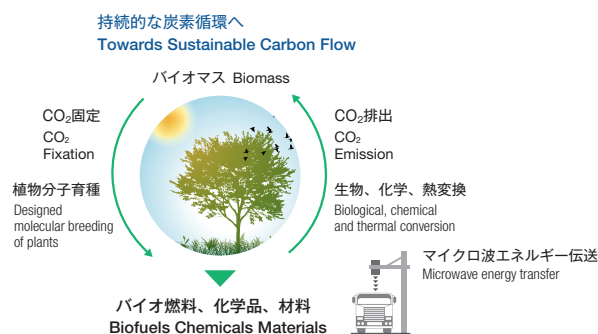 持続的な炭素循環へ
Towards Sustainable Carbon Flow
バイオマス Biomass
CO₂固定
CO₂
Fixation
植物分子育種
Designed
molecular breeding
of plants
CO₂排出
CO₂
Emission
生物、化学、熱変換
Biological, chemical
and thermal conversion
マイクロ波エネルギー伝送
Microwave energy transfer
バイオ燃料、化学品、材料
Biofuels Chemicals Materials